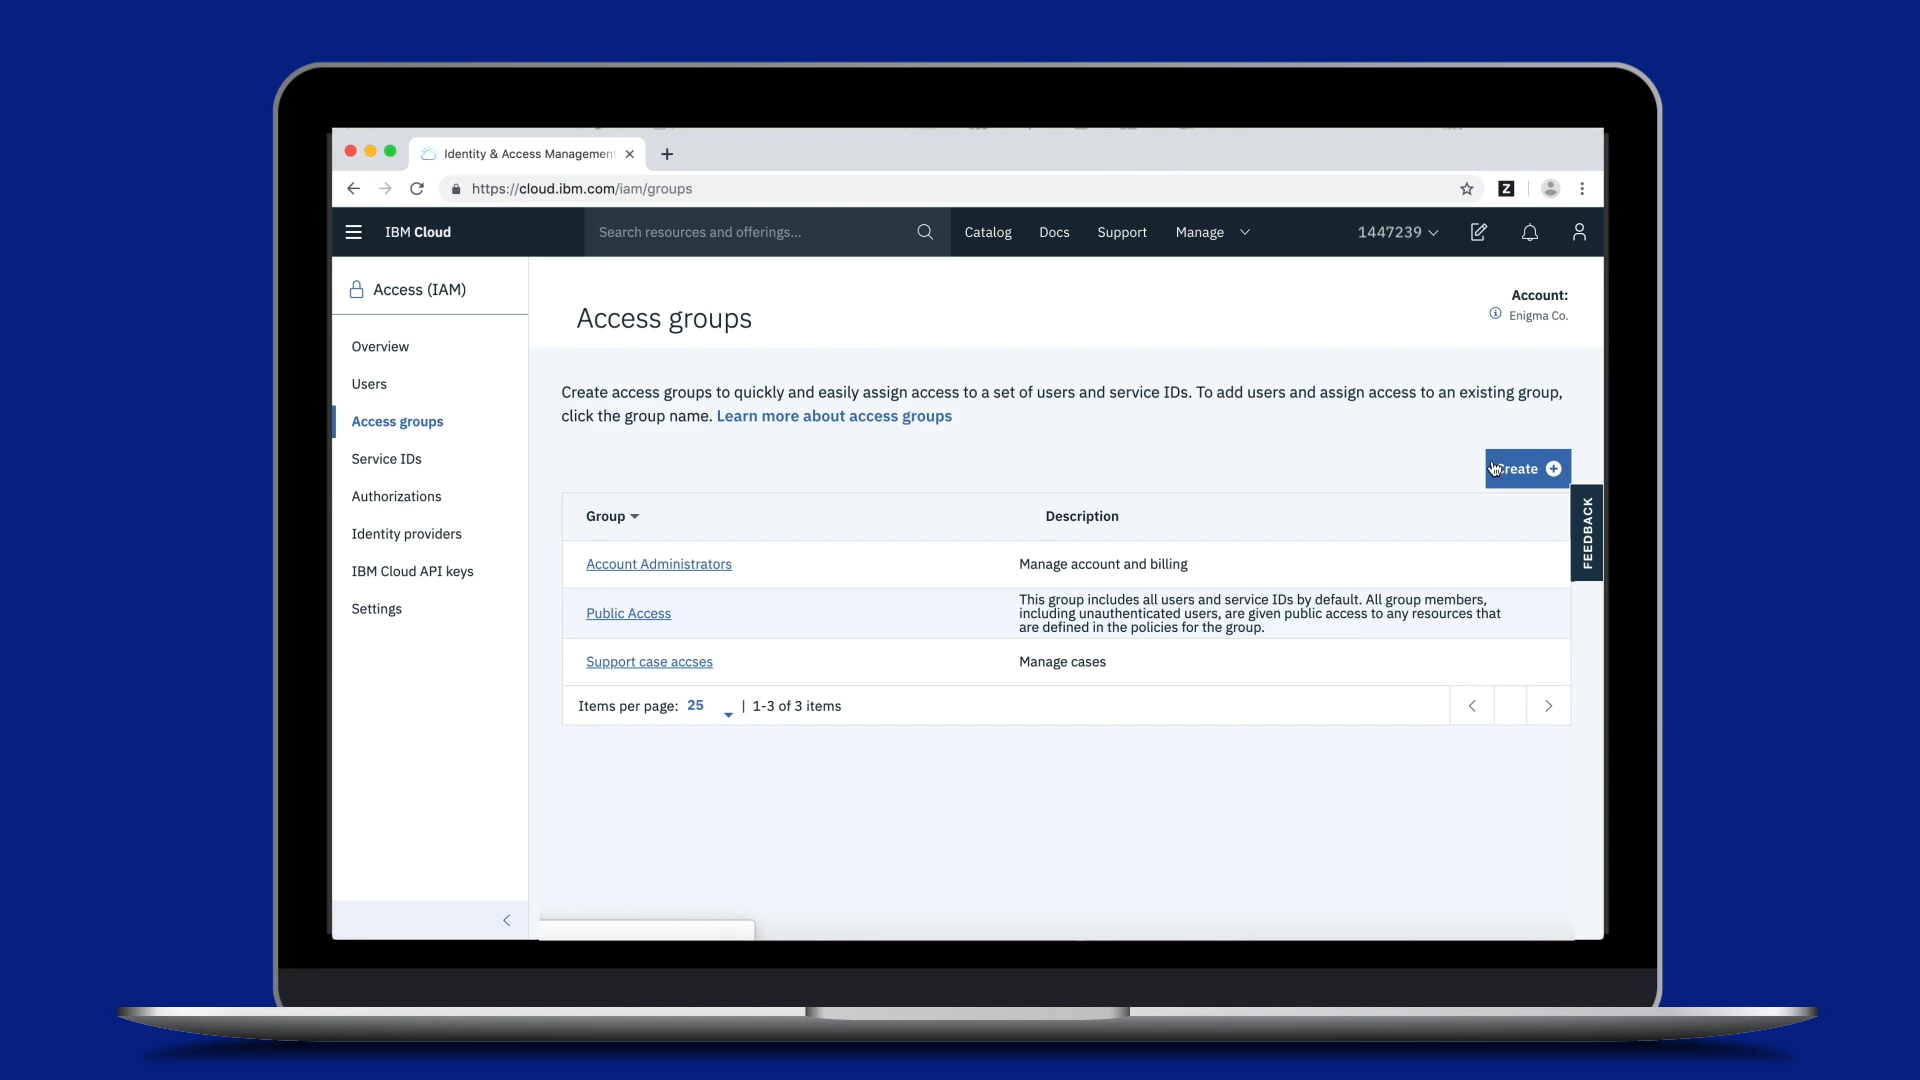 Identity & Access Management
https://cloud.ibm.com/iam/groups
Z
IBM Cloud
Search resources and offerings...
Catalog
Docs
Support
Manage
1447239
Access (IAM)
Overview
Users
Access groups
Service IDs
Authorizations
Identity providers
IBM Cloud API keys
Settings
Access groups
Account:
Enigma Co.
Create access groups to quickly and easily assign access to a set of users and service IDs. To add users and assign access to an existing group,
click the group name. Learn more about access groups
Create
FEEDBACK
Group Description
Account Administrators Manage account and billing
Public Access
This group includes all users and service IDs by default. All group members,
including unauthenticated users, are given public access to any resources that
are defined in the policies for the group.
Support case accses Manage cases
Items per page: 25 | 1-3 of 3 items